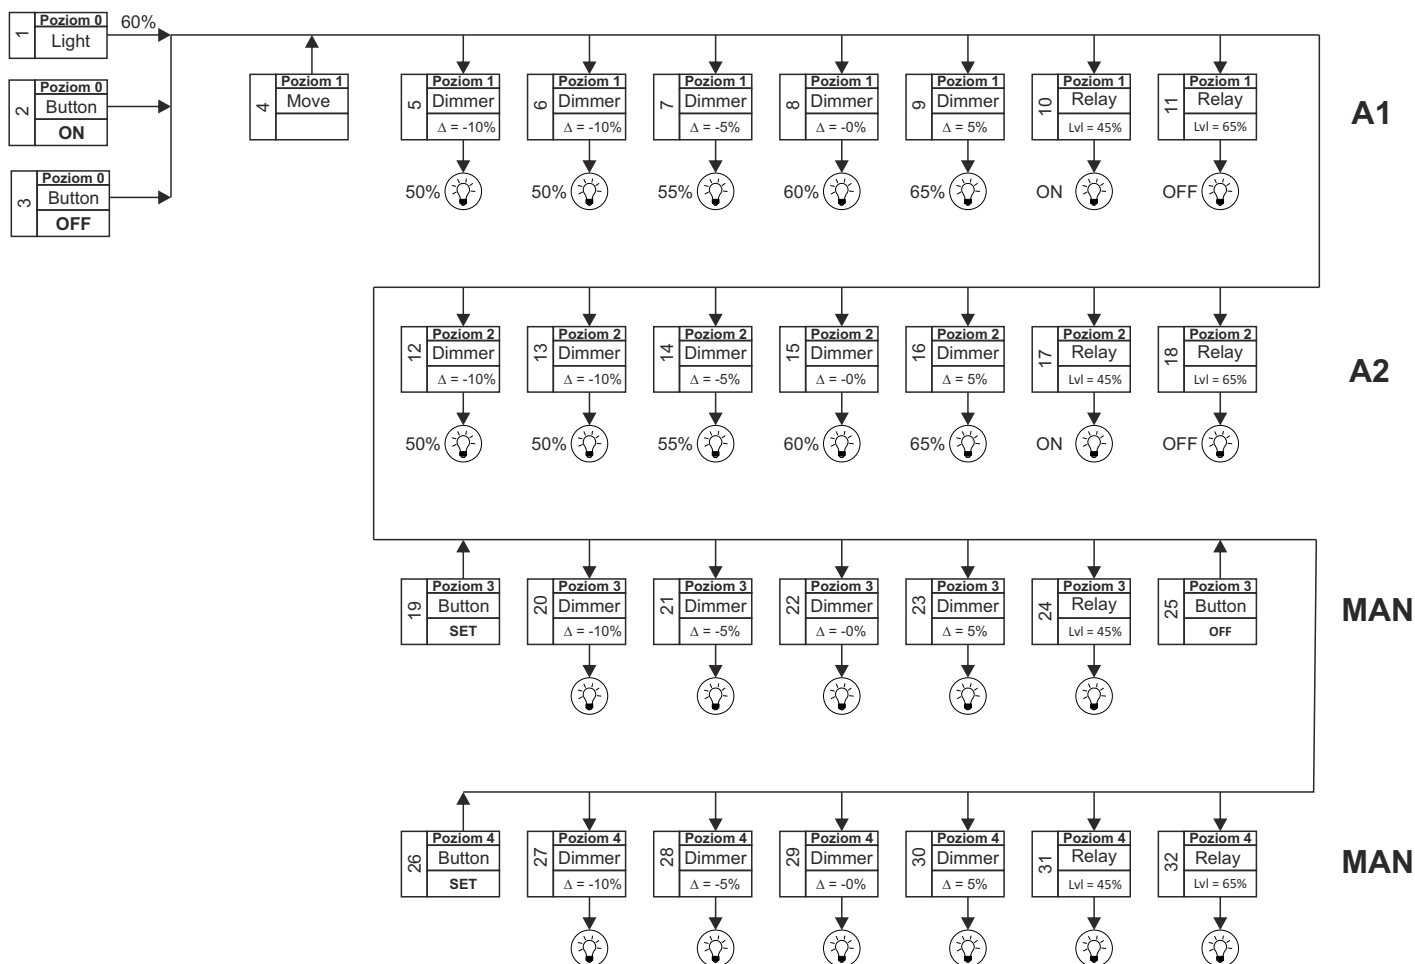 1
Poziom 0
Light
60%
2
Poziom 0
Button
ON
3
Poziom 0
Button
OFF
4
Poziom 1
Move
5
Poziom 1
Dimmer
Δ = -10%
50%
6
Poziom 1
Dimmer
Δ = -10%
50%
7
Poziom 1
Dimmer
Δ = -5%
55%
8
Poziom 1
Dimmer
Δ = -0%
60%
9
Poziom 1
Dimmer
Δ = 5%
65%
10
Poziom 1
Relay
Lvl = 45%
ON
11
Poziom 1
Relay
Lvl = 65%
OFF
A1
12
Poziom 2
Dimmer
Δ = -10%
50%
13
Poziom 2
Dimmer
Δ = -10%
50%
14
Poziom 2
Dimmer
Δ = -5%
55%
15
Poziom 2
Dimmer
Δ = -0%
60%
16
Poziom 2
Dimmer
Δ = 5%
65%
17
Poziom 2
Relay
Lvl = 45%
ON
18
Poziom 2
Relay
Lvl = 65%
OFF
A2
19
Poziom 3
Button
SET
20
Poziom 3
Dimmer
Δ = -10%
21
Poziom 3
Dimmer
Δ = -5%
22
Poziom 3
Dimmer
Δ = -0%
23
Poziom 3
Dimmer
Δ = 5%
24
Poziom 3
Relay
Lvl = 45%
25
Poziom 3
Button
OFF
MAN
26
Poziom 4
Button
SET
27
Poziom 4
Dimmer
Δ = -10%
28
Poziom 4
Dimmer
Δ = -5%
29
Poziom 4
Dimmer
Δ = -0%
30
Poziom 4
Dimmer
Δ = 5%
31
Poziom 4
Relay
Lvl = 45%
32
Poziom 4
Relay
Lvl = 65%
MAN